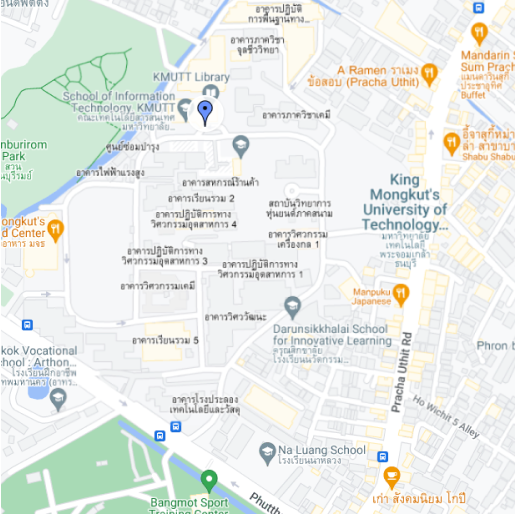 อาคารปฏิบัติ
การพื้นฐานทาง...
อาคารภาควิชา
จุลชีววิทยา
Mandarin S
Sum Prach
แมนดารินสุกี้
ประชาอุทิศ
Buffet
A Ramen ราเมง
ข้อสอบ (Pracha Uthit)
KMUTT Library
School of Information
Technology, KMUTT
คณะเทคโนโลยีสารสนเทศ
มหาวิทยาลัย...
อาคารภาควิชาเคมี
Shabu Shabu
ศูนย์ซ่อมบำรุง
nburirom
Park
สวน
นบุรีรมย์
อาคารไฟฟ้าแรงสูง
อาคารสหกรณ์ร้านค้า
อาคารเรียนรวม 2
อาคารปฏิบัติการทาง
วิศวกรรมอุตสาหการ 4
สถาบันวิทยาการ
หุ่นยนต์ภาคสนาม
King
Mongkut's
University of
Technology...
มหาวิทยาลัย
เทคโนโลยี
พระจอมเกล้า
ธนบุรี
ongkut's
d Center
อาหาร มจธ
อาคารวิศวกรรม
เครื่องกล 1
อาคารปฏิบัติการทาง
วิศวกรรมอุตสาหการ 3
อาคารปฏิบัติการทาง
วิศวกรรมอุตสาหการ 1
อาคารวิศวกรรมเคมี
Manpuku
Japanese
อาคารวิศววัฒนะ
Darunsikkhalai School
for Innovative Learning
ดรุณสิกขาลัย
โรงเรียนนวัตกรรม...
อาคารเรียนรวม 5
Phron b
Pracha Uthit Rd
kok Vocational
hool : Arthon...
โรงเรียนฝึกอาชีพ
เทพมหานคร (อาทร...
อาคารโรงประลอง
เทคโนโลยีและวัสดุ
Ho Wichit 5 Alley
Na Luang School
โรงเรียนนาหลวง
เก่า สังคมนิยม โกปี๊
Bangmot Sport
Training Center
Phutth